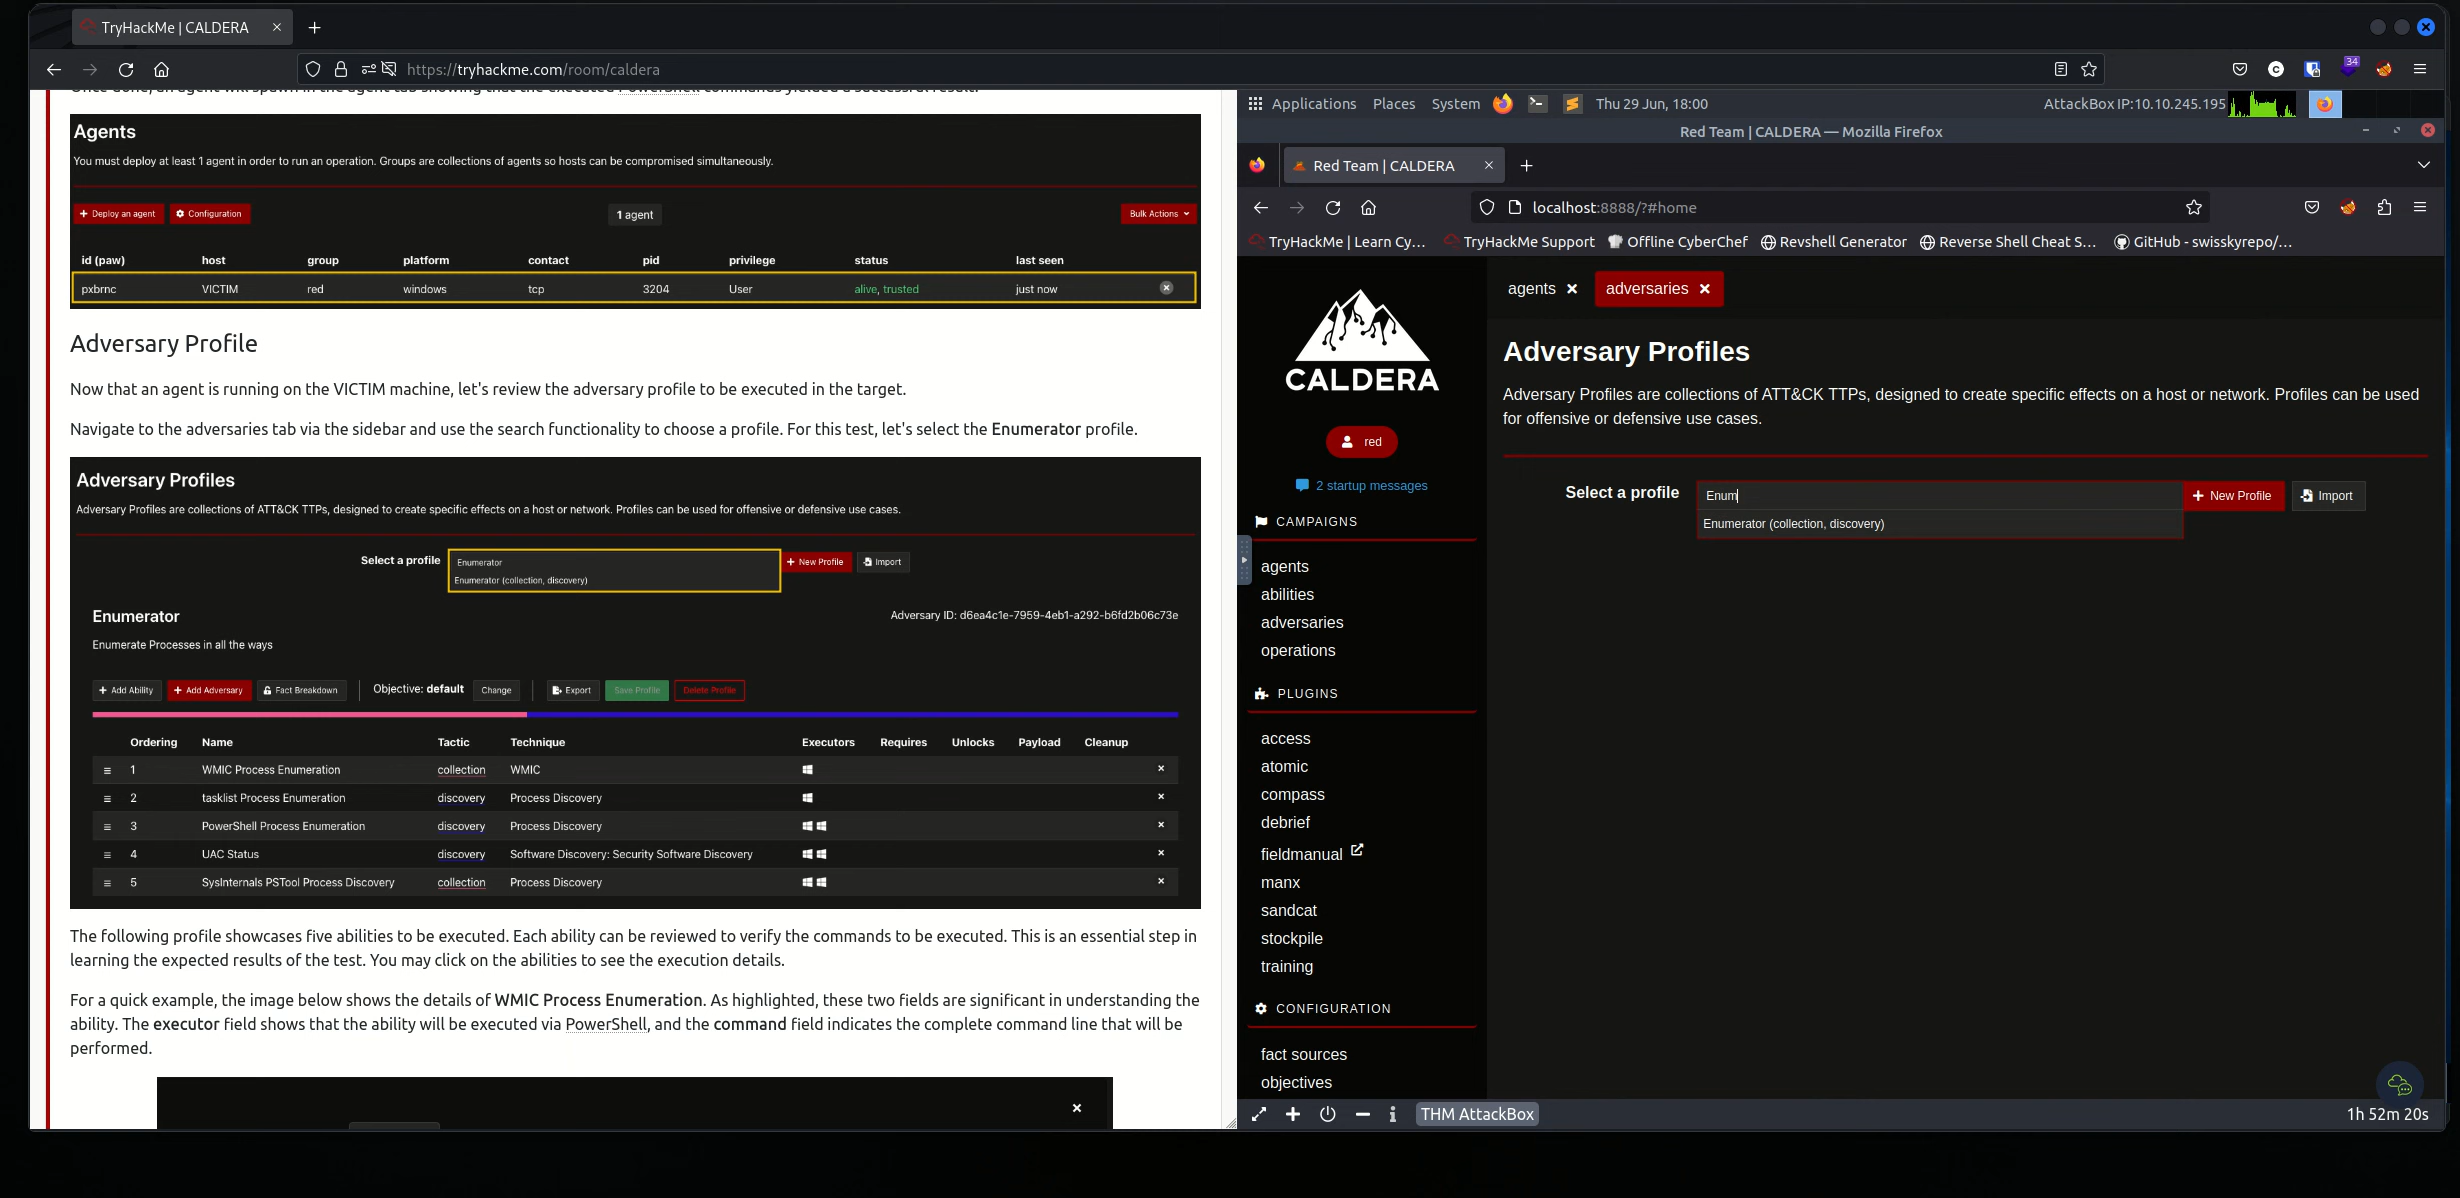 TryHackMe | CALDERA
https://tryhackme.com/room/caldera
34
Once done, an agent will spawn in the agent tab showing that the executed PowerShell commands yielded a successful result.
Agents
You must deploy at least 1 agent in order to run an operation. Groups are collections of agents so hosts can be compromised simultaneously.
Deploy an agent Configuration 1 agent Bulk Actions
id (paw) host group platform contact pid privilege status last seen
pxbrnc VICTIM red windows tcp 3204 User alive, trusted just now
Adversary Profile
Now that an agent is running on the VICTIM machine, let's review the adversary profile to be executed in the target.
Navigate to the adversaries tab via the sidebar and use the search functionality to choose a profile. For this test, let's select the Enumerator profile.
Adversary Profiles
Adversary Profiles are collections of ATT&CK TTPs, designed to create specific effects on a host or network. Profiles can be used for offensive or defensive use cases.
Select a profile Enumerator New Profile Import
Enumerator (collection, discovery)
Enumerator Adversary ID: d6ea4c1e-7959-4eb1-a292-b6fd2b06c73e
Enumerate Processes in all the ways
Add Ability Add Adversary Fact Breakdown Objective: default Change Export Save Profile Delete Profile
Ordering Name Tactic Technique Executors Requires Unlocks Payload Cleanup
1 WMIC Process Enumeration collection WMIC
2 tasklist Process Enumeration discovery Process Discovery
3 PowerShell Process Enumeration discovery Process Discovery
4 UAC Status discovery Software Discovery: Security Software Discovery
5 SysInternals PSTool Process Discovery collection Process Discovery
The following profile showcases five abilities to be executed. Each ability can be reviewed to verify the commands to be executed. This is an essential step in
learning the expected results of the test. You may click on the abilities to see the execution details.
For a quick example, the image below shows the details of WMIC Process Enumeration. As highlighted, these two fields are significant in understanding the
ability. The executor field shows that the ability will be executed via PowerShell, and the command field indicates the complete command line that will be
performed.
Applications Places System Thu 29 Jun, 18:00 AttackBox IP:10.10.245.195
Red Team | CALDERA — Mozilla Firefox
Red Team | CALDERA
localhost:8888/?#home
TryHackMe | Learn Cy… TryHackMe Support Offline CyberChef Revshell Generator Reverse Shell Cheat S… GitHub - swisskyrepo/…
CALDERA
red
2 startup messages
CAMPAIGNS
agents
abilities
adversaries
operations
PLUGINS
access
atomic
compass
debrief
fieldmanual
manx
sandcat
stockpile
training
CONFIGURATION
fact sources
objectives
agents adversaries
Adversary Profiles
Adversary Profiles are collections of ATT&CK TTPs, designed to create specific effects on a host or network. Profiles can be used
for offensive or defensive use cases.
Select a profile Enum New Profile Import
Enumerator (collection, discovery)
THM AttackBox 1h 52m 20s